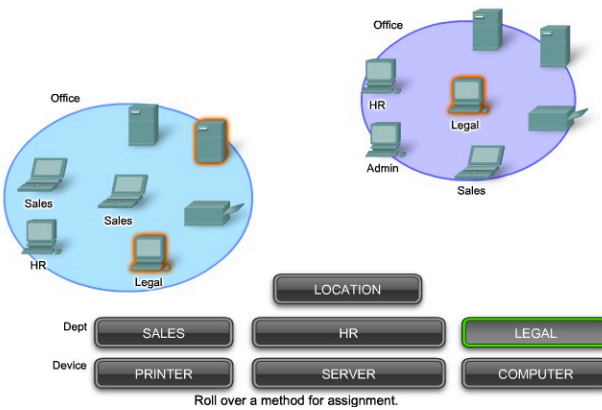 Office
Office
HR
Legal
Admin
Sales
Sales
Sales
HR
Legal
LOCATION
Dept SALES HR LEGAL
Device PRINTER SERVER COMPUTER
Roll over a method for assignment.